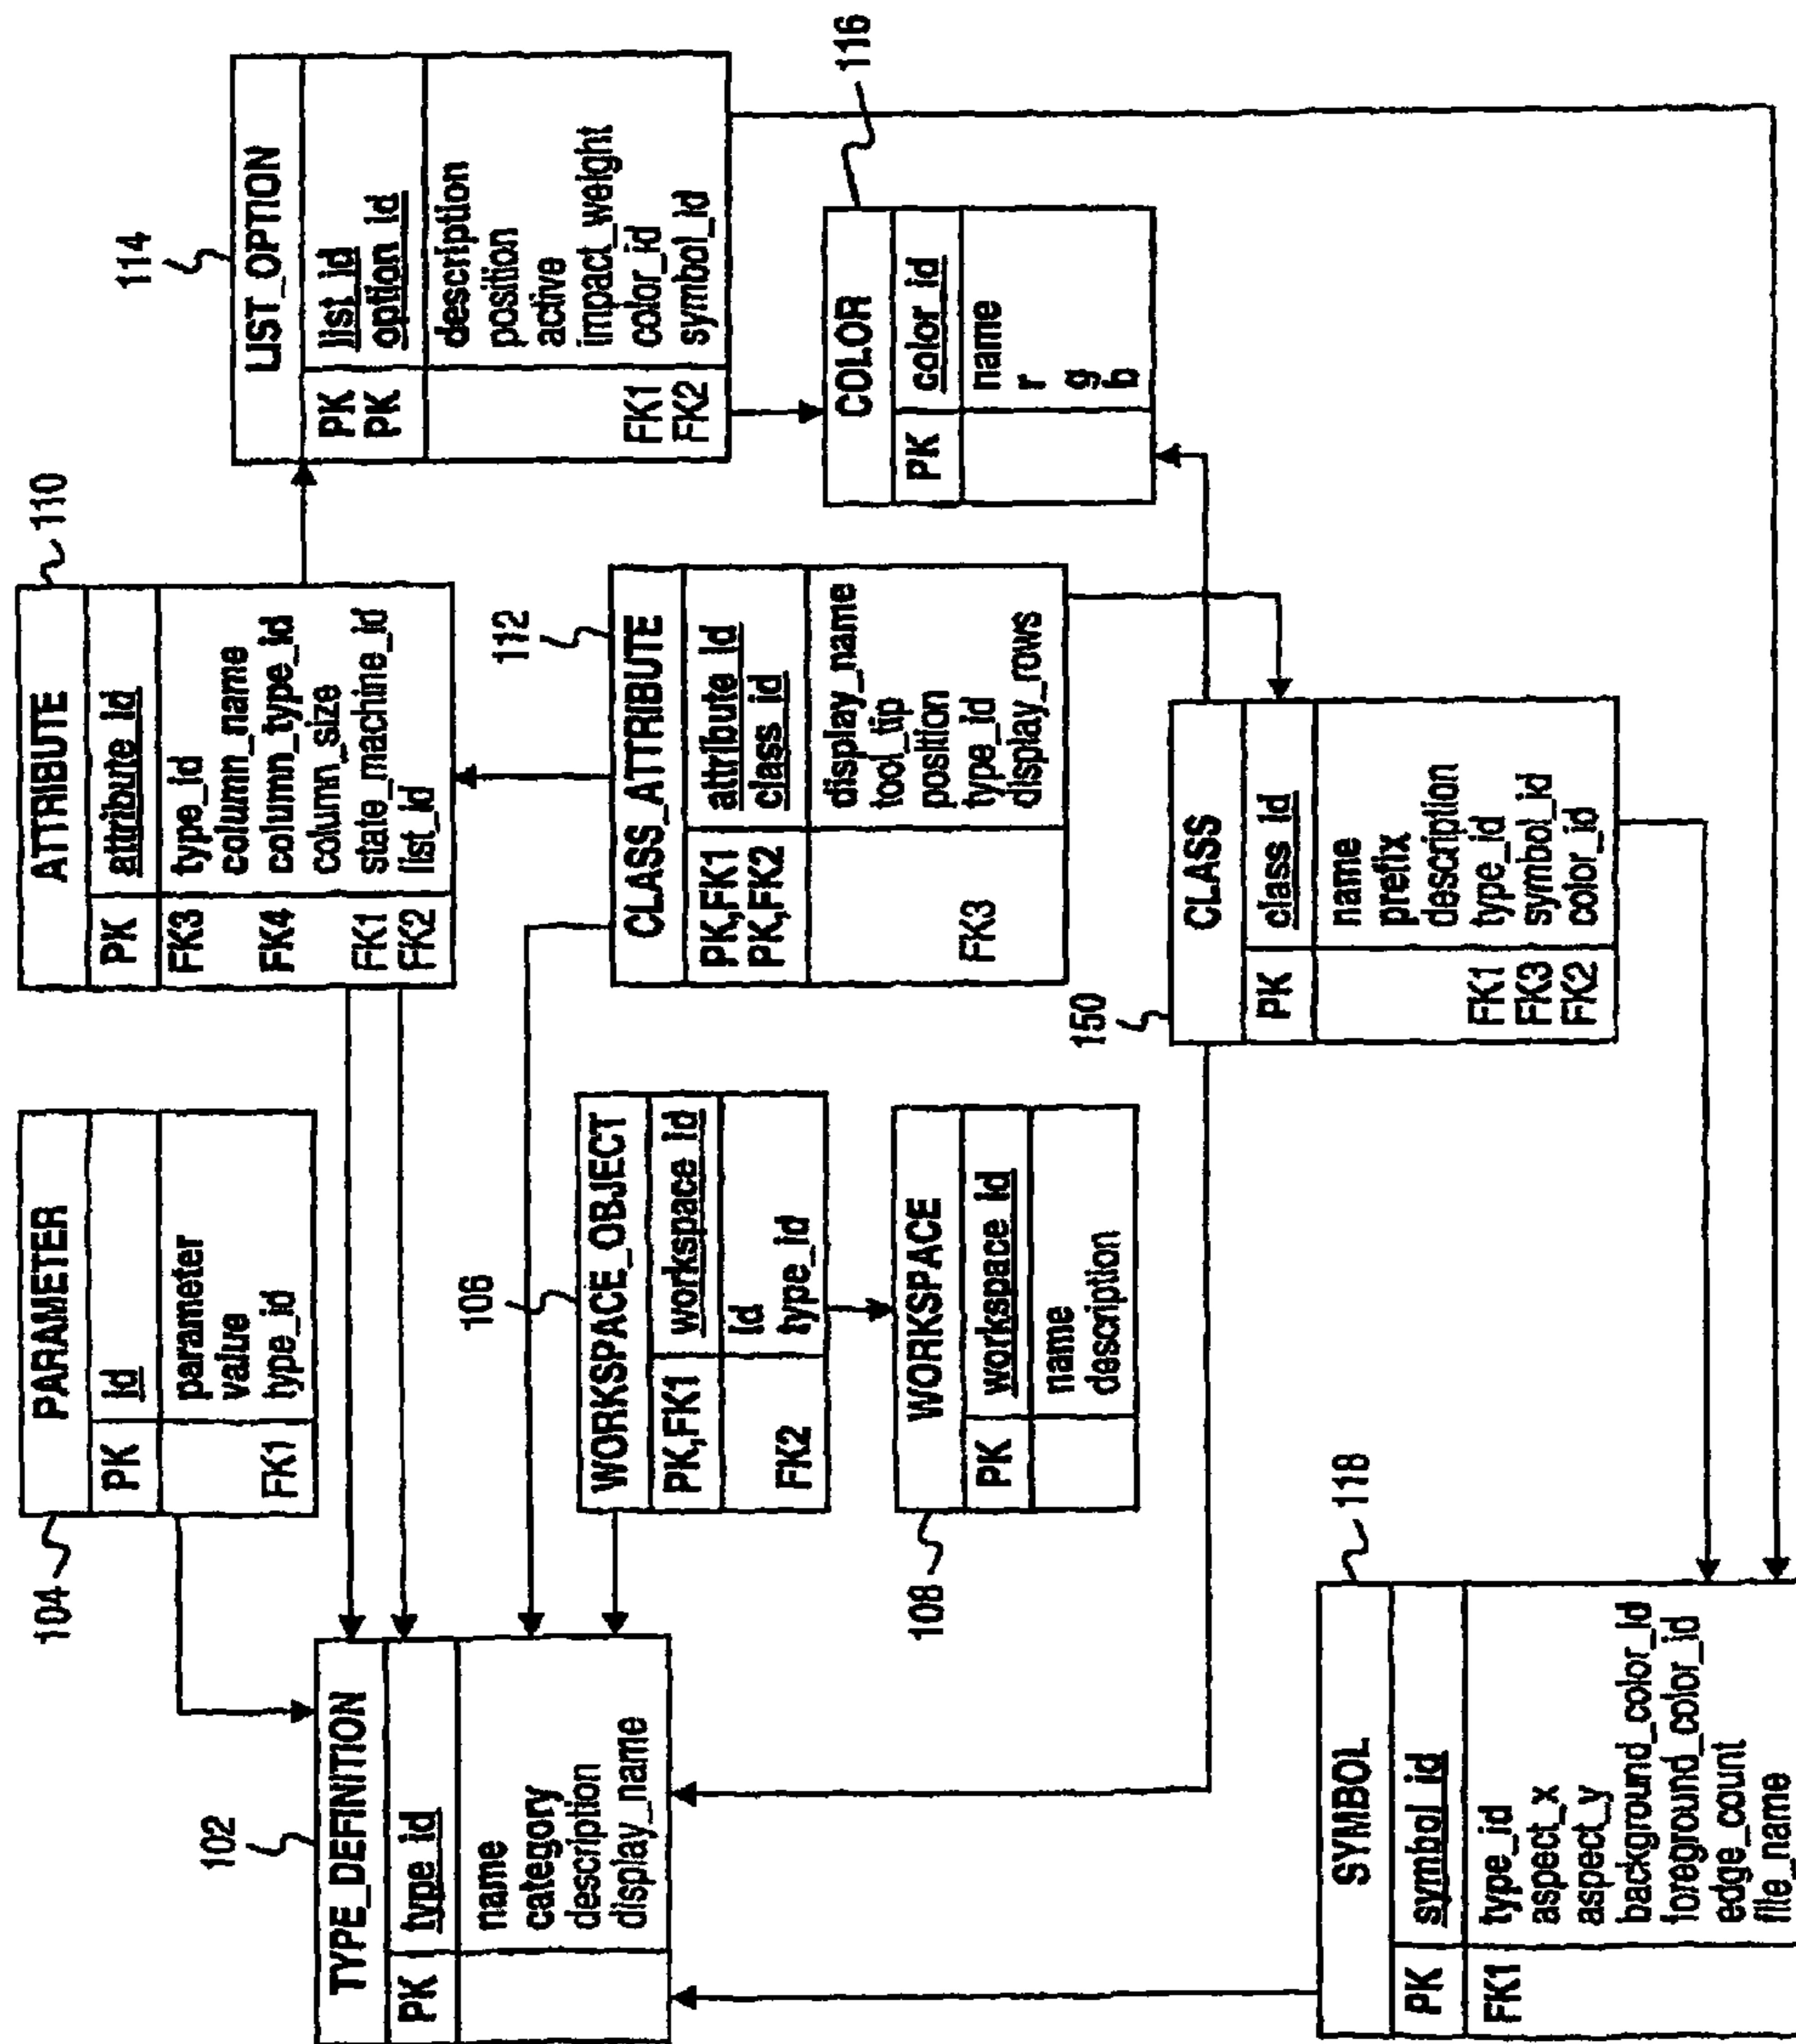 104
PARAMETER
PK id
parameter
value
FK1 type_id
110
ATTRIBUTE
PK attribute_id
FK3 type_id
column_name
FK4 column_type_id
column_size
FK1 state_machine_id
FK2 list_id
114
LIST_OPTION
PK list_id
PK option_id
description
position
active
impact_weight
FK1 color_id
FK2 symbol_id
102
TYPE_DEFINITION
PK type_id
name
category
description
display_name
106
WORKSPACE_OBJECT
PK,FK1 workspace_id
id
FK2 type_id
112
CLASS_ATTRIBUTE
PK,FK1 attribute_id
PK,FK2 class_id
display_name
tool_tip
position
FK3 type_id
display_rows
116
COLOR
PK color_id
name
r
g
b
108
WORKSPACE
PK workspace_id
name
description
150
CLASS
PK class_id
name
prefix
description
FK1 type_id
FK3 symbol_id
FK2 color_id
118
SYMBOL
PK symbol_id
FK1 type_id
aspect_x
aspect_y
background_color_id
foreground_color_id
edge_count
file_name